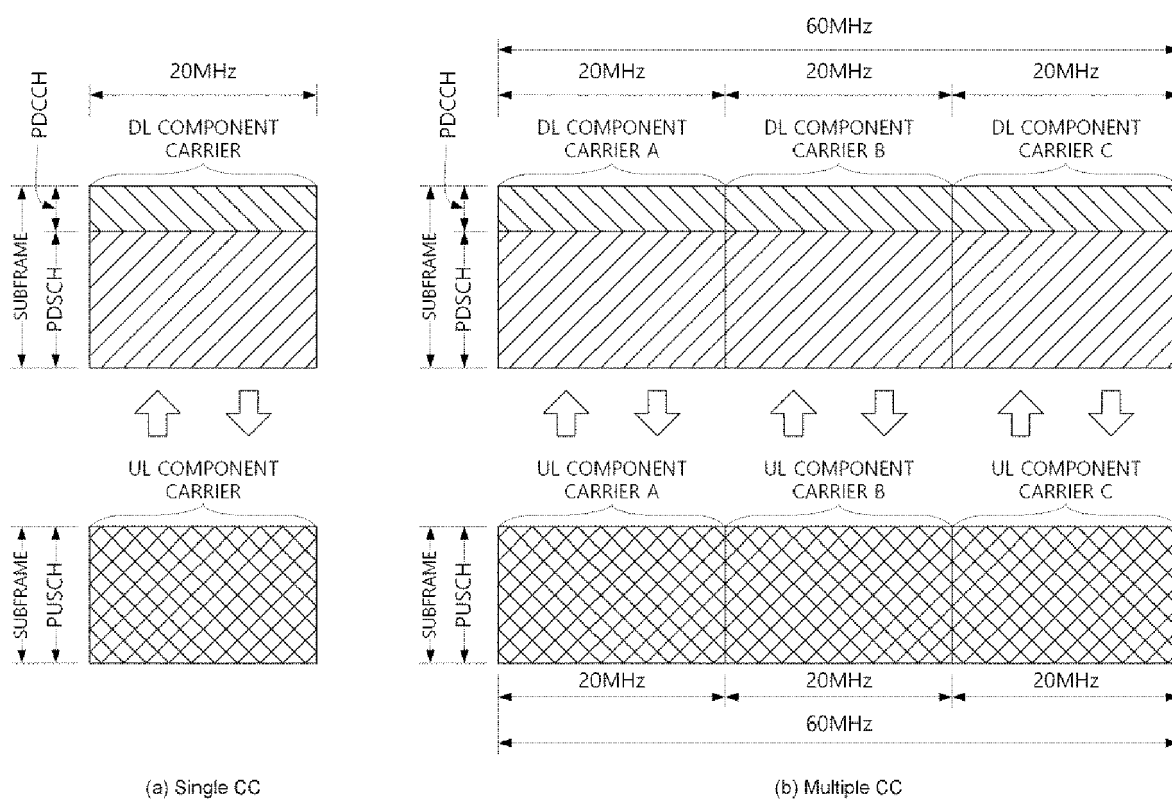 60MHz
20MHz
20MHz
20MHz
20MHz
PDCCH
DL COMPONENT
CARRIER
PDCCH
DL COMPONENT
CARRIER A
DL COMPONENT
CARRIER B
DL COMPONENT
CARRIER C
SUBFRAME
PDSCH
SUBFRAME
PDSCH
UL COMPONENT
CARRIER
UL COMPONENT
CARRIER A
UL COMPONENT
CARRIER B
UL COMPONENT
CARRIER C
SUBFRAME
PUSCH
SUBFRAME
PUSCH
20MHz
20MHz
20MHz
60MHz
(a) Single CC
(b) Multiple CC